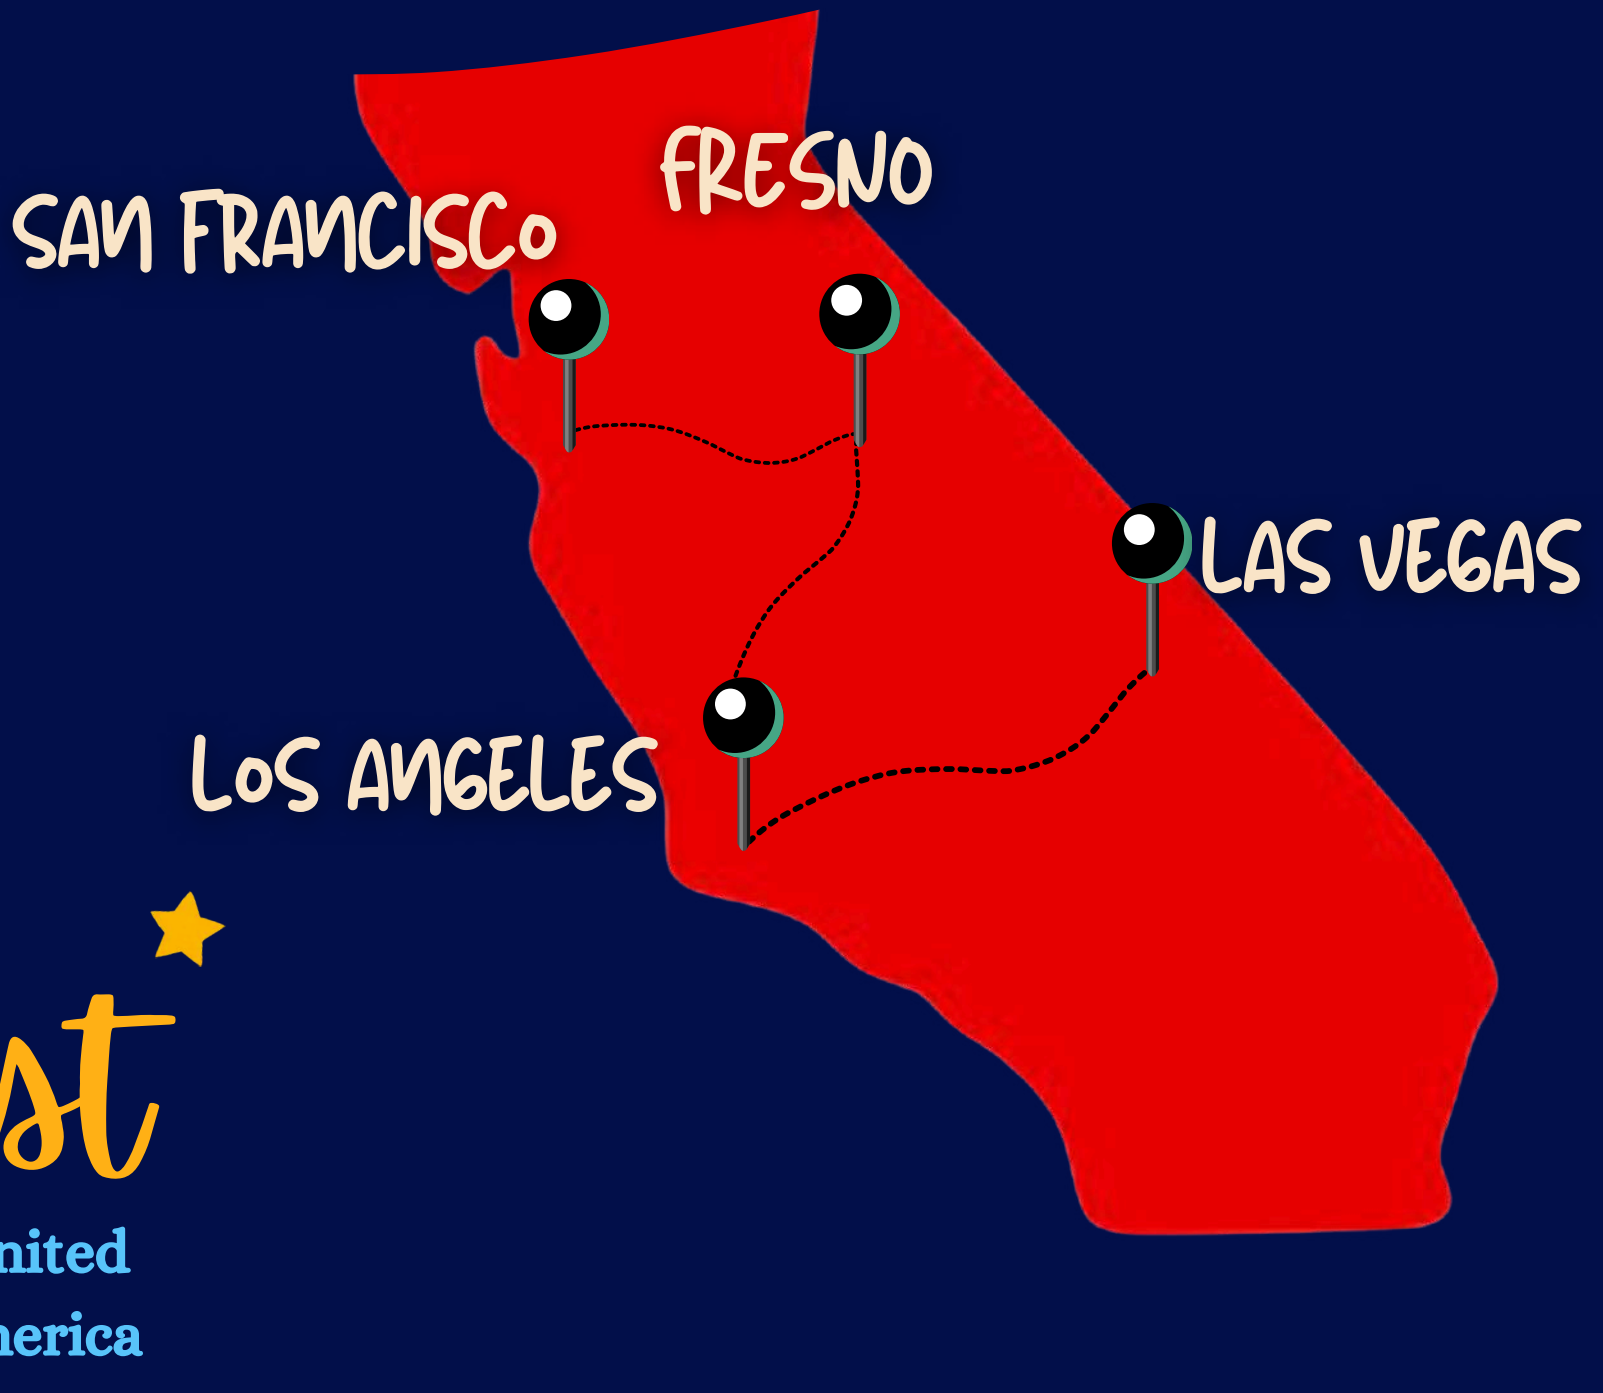 FRESNO
SAN FRANCISCO
LAS VEGAS
LOS ANGELES
st
nited
nerica